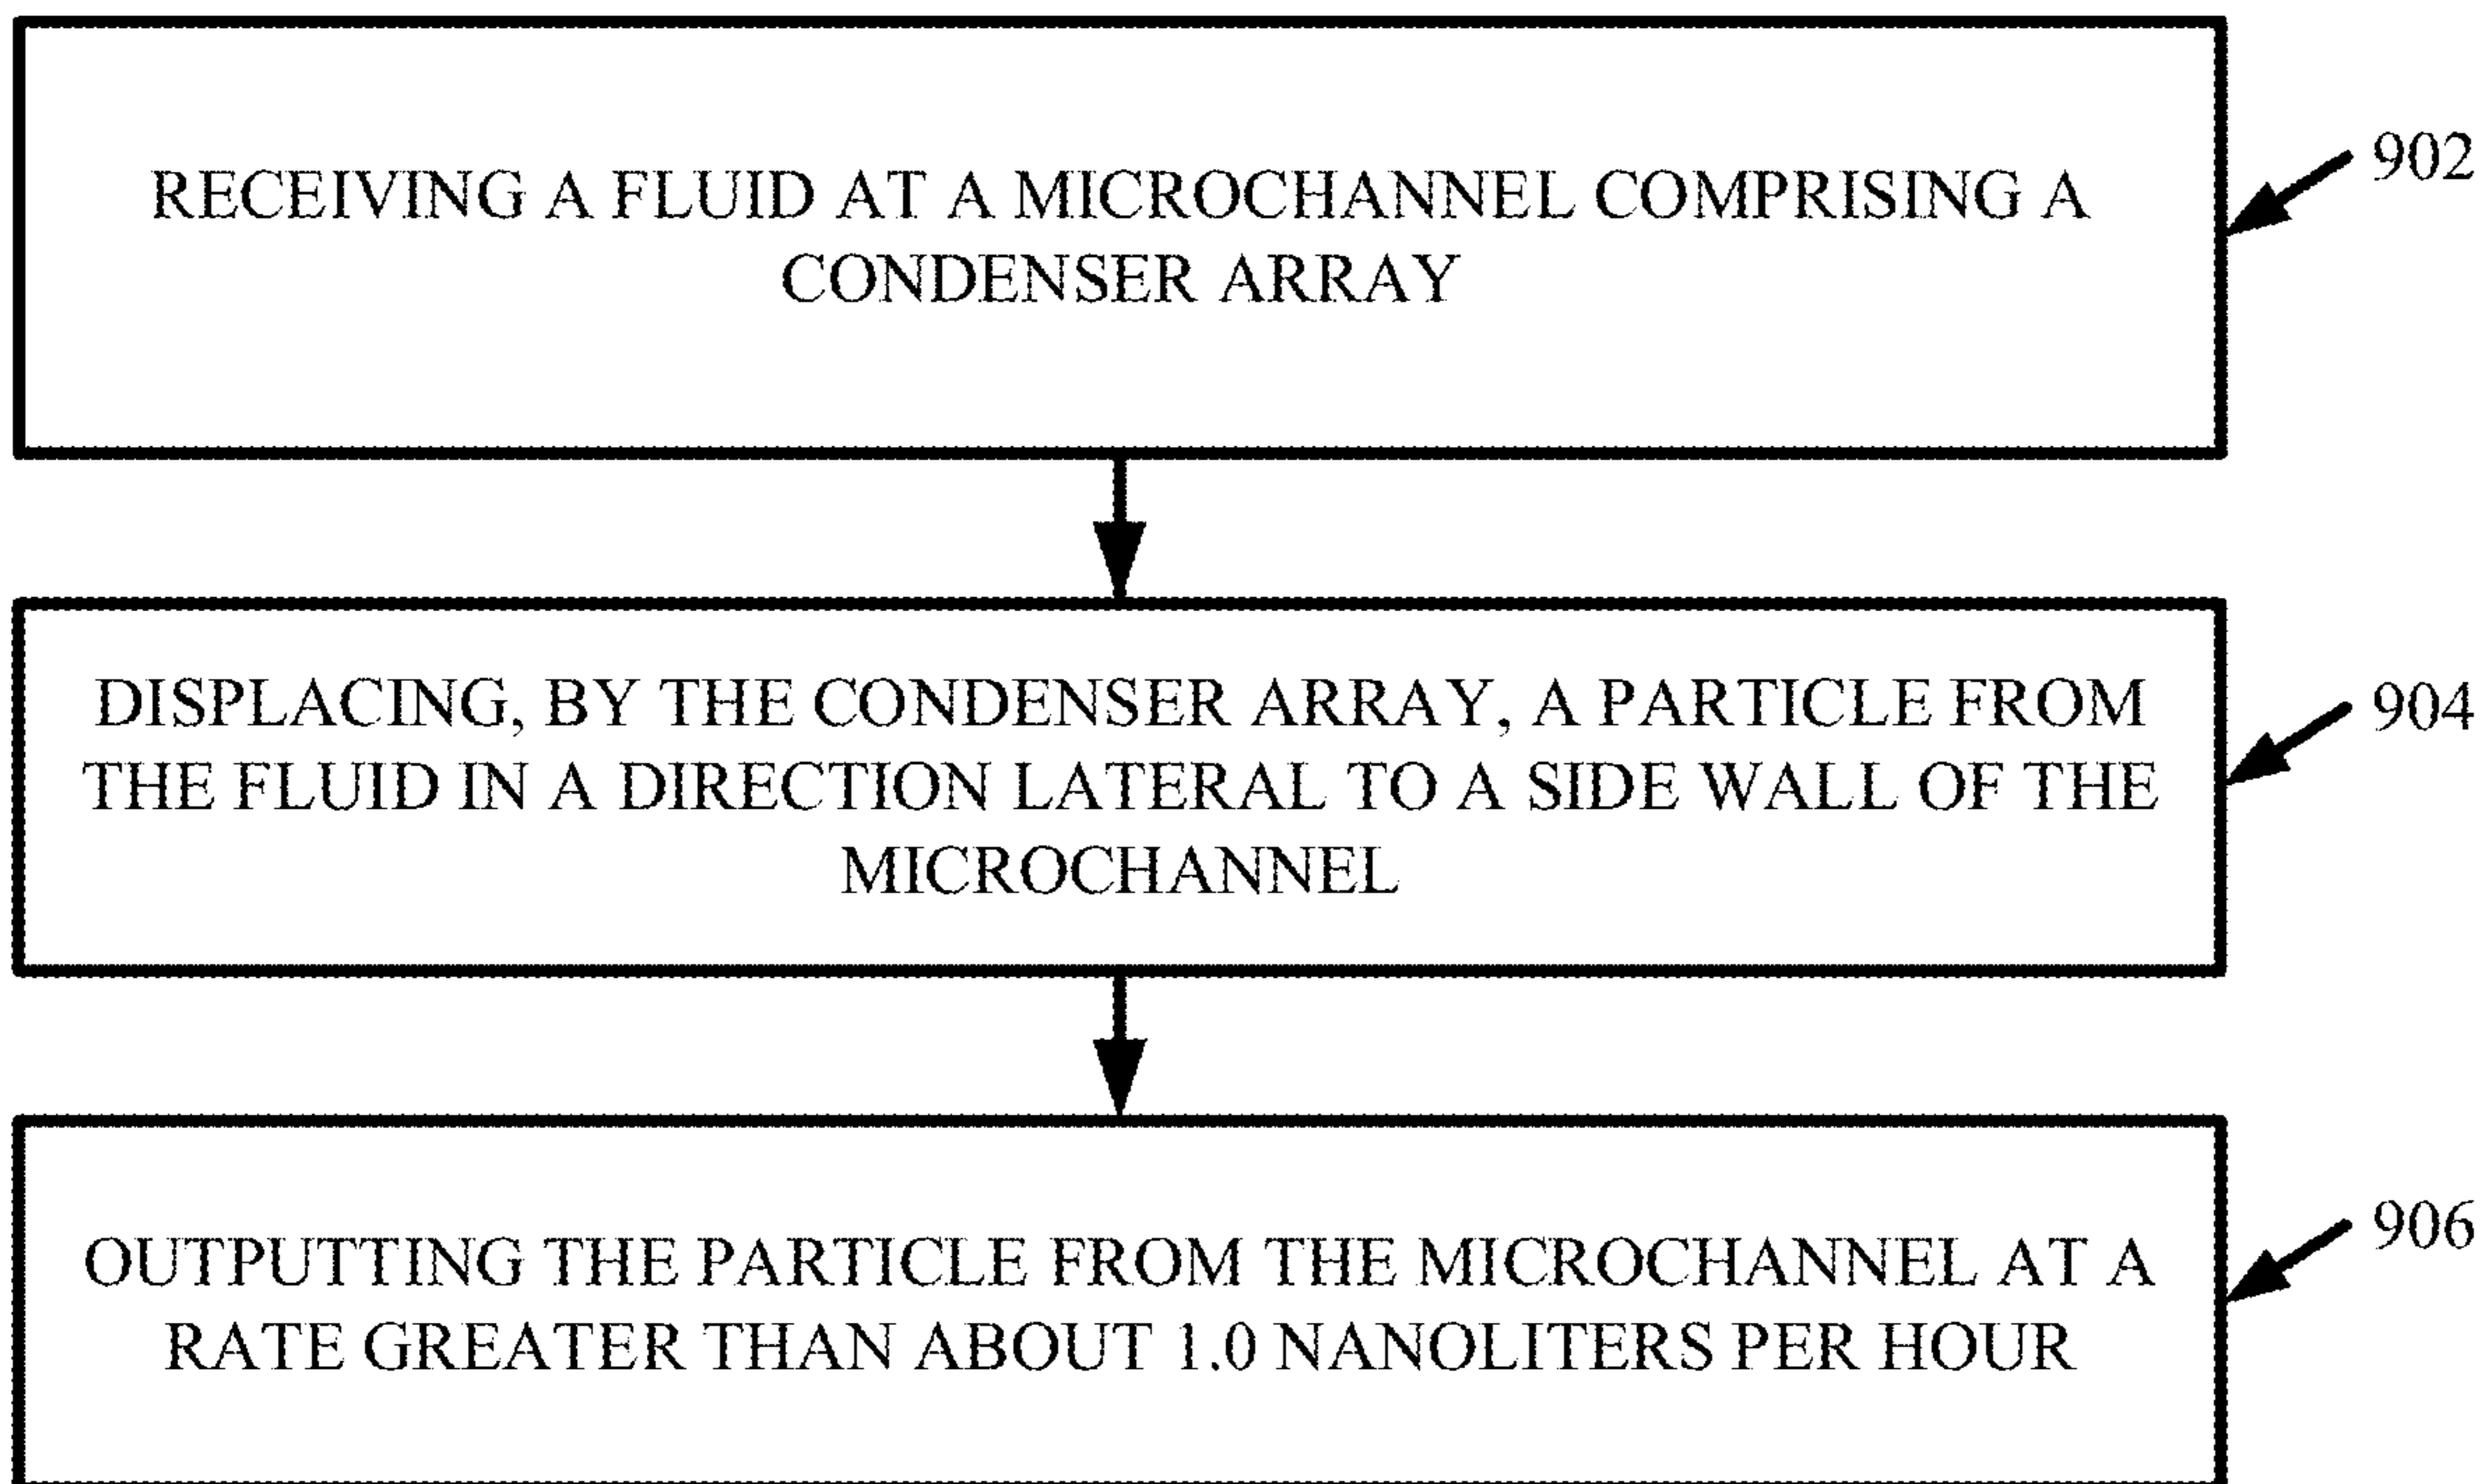 RECEIVING A FLUID AT A MICROCHANNEL COMPRISING A
CONDENSER ARRAY
902
DISPLACING, BY THE CONDENSER ARRAY, A PARTICLE FROM
THE FLUID IN A DIRECTION LATERAL TO A SIDE WALL OF THE
MICROCHANNEL
904
OUTPUTTING THE PARTICLE FROM THE MICROCHANNEL AT A
RATE GREATER THAN ABOUT 1.0 NANOLITERS PER HOUR
906